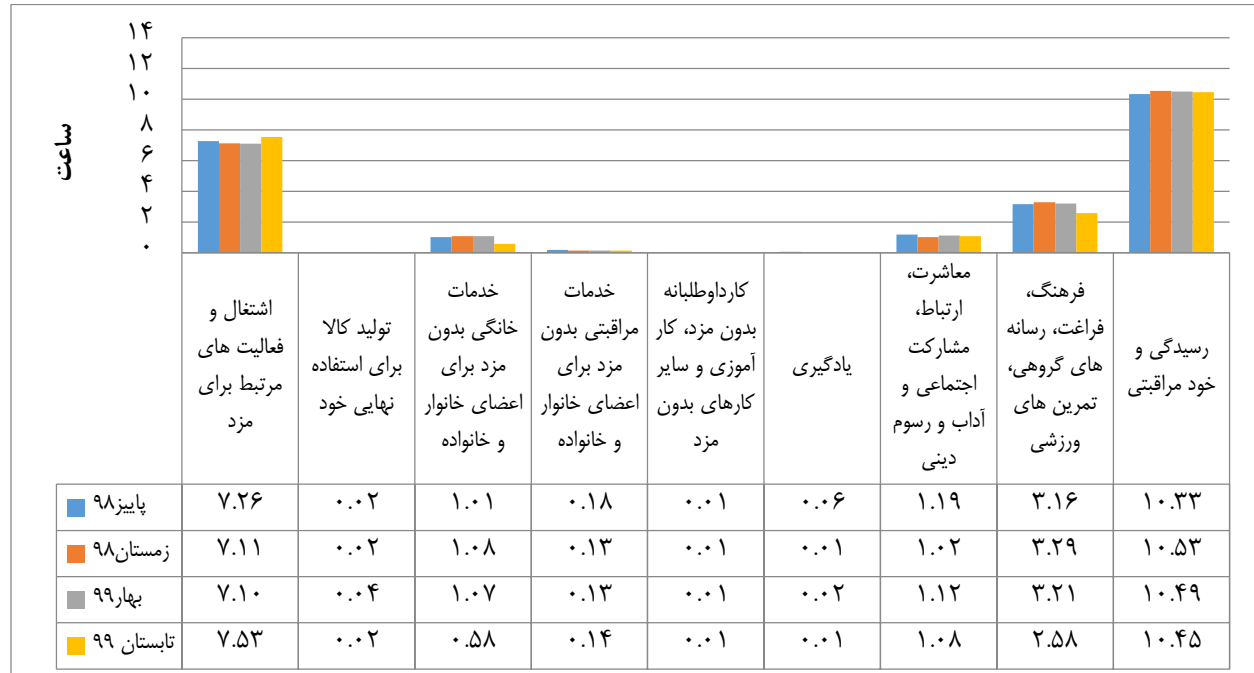 ۱۴
۱۲
۱۰
۸
۶
۴
۲
۰
ساعت
اشتغال و
فعالیت های
مرتبط برای
مزد
تولید کالا
برای استفاده
نهایی خود
خدمات
خانگی بدون
مزد برای
اعضای خانوار
و خانواده
خدمات
مراقبتی بدون
مزد برای
اعضای خانوار
و خانواده
کارداوطلبانه
بدون مزد، کار
آموزی و سایر
کارهای بدون
مزد
یادگیری
معاشرت،
ارتباط،
مشارکت
اجتماعی و
آداب و رسوم
دینی
فرهنگ،
فراغت، رسانه
های گروهی،
تمرین های
ورزشی
رسیدگی و
خود مراقبتی
پاییز۹۸ ۷.۲۶ ۰.۰۲ ۱.۰۱ ۰.۱۸ ۰.۰۱ ۰.۰۶ ۱.۱۹ ۳.۱۶ ۱۰.۳۳
زمستان۹۸ ۷.۱۱ ۰.۰۲ ۱.۰۸ ۰.۱۳ ۰.۰۱ ۰.۰۱ ۱.۰۲ ۳.۲۹ ۱۰.۵۳
بهار۹۹ ۷.۱۰ ۰.۰۴ ۱.۰۷ ۰.۱۳ ۰.۰۱ ۰.۰۲ ۱.۱۲ ۳.۲۱ ۱۰.۴۹
تابستان ۹۹ ۷.۵۳ ۰.۰۲ ۰.۵۸ ۰.۱۴ ۰.۰۱ ۰.۰۱ ۱.۰۸ ۲.۵۸ ۱۰.۴۵